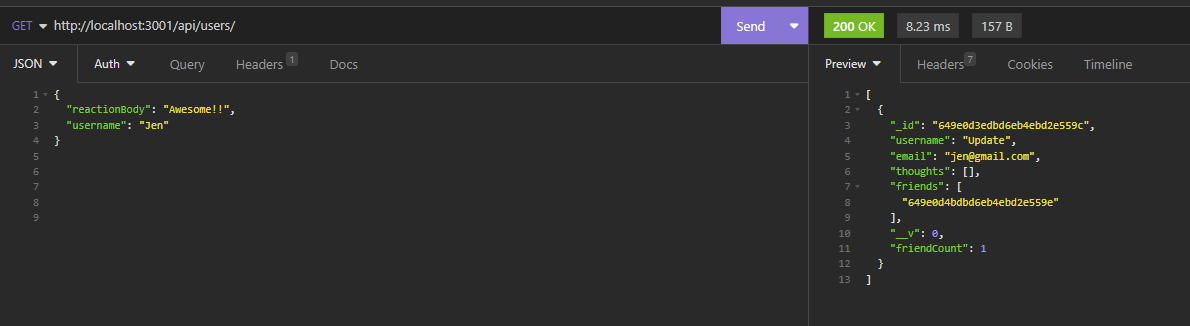 GET http://localhost:3001/api/users/ Send 200 OK 8.23 ms 157 B
JSON Auth Query Headers 1 Docs
1 {
2 "reactionBody": "Awesome!!",
3 "username": "Jen"
4 }
5
6
7
8
9
Preview Headers 7 Cookies Timeline
1 [
2 {
3 "_id": "649e0d3edbd6eb4ebd2e559c",
4 "username": "Update",
5 "email": "jen@gmail.com",
6 "thoughts": [],
7 "friends": [
8 "649e0d4bdbd6eb4ebd2e559e"
9 ],
10 "__v": 0,
11 "friendCount": 1
12 }
13 ]